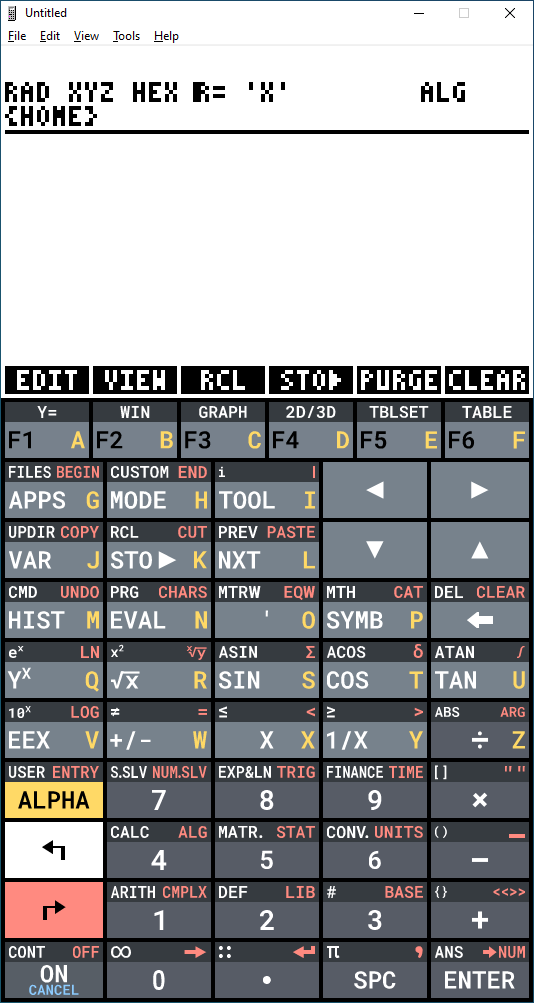 Untitled
File Edit View Tools Help
RAD XYZ HEX R= 'X' ALG
{HOME}
EDIT VIEW RCL STO▶ PURGE CLEAR
Y= WIN GRAPH 2D/3D TBLSET TABLE
F1 A F2 B F3 C F4 D F5 E F6 F
FILES BEGIN CUSTOM END i |
APPS G MODE H TOOL I ◀ ▶
UPDIR COPY RCL CUT PREV PASTE
VAR J STO▶ K NXT L ▼ ▲
CMD UNDO PRG CHARS MTRW EQW MTH CAT DEL CLEAR
HIST M EVAL N ' O SYMB P ←
eˣ LN x² ˣ√y ASIN Σ ACOS δ ATAN ∫
Yˣ Q √x R SIN S COS T TAN U
10ˣ LOG ≠ = ≤ < ≥ > ABS ARG
EEX V +/- W X X 1/X Y ÷ Z
USER ENTRY S.SLV NUM.SLV EXP&LN TRIG FINANCE TIME [] ""
ALPHA 7 8 9 ×
CALC ALG MATR. STAT CONV. UNITS () _
↰ 4 5 6 −
ARITH CMPLX DEF LIB # BASE {} <<>>
↱ 1 2 3 +
CONT OFF ∞ → :: ↵ π , ANS →NUM
ON 0 . SPC ENTER
CANCEL